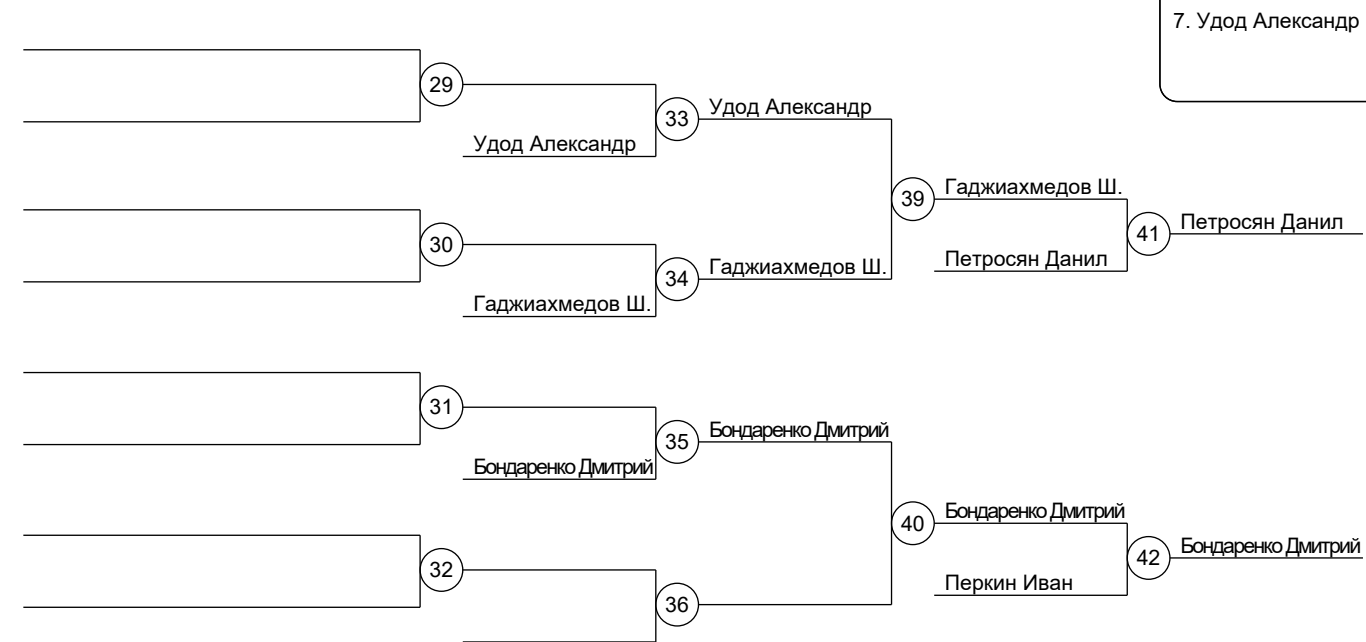 7. Удод Александр
29
33
Удод Александр
Удод Александр
39
Гаджиахмедов Ш.
41
Петросян Данил
Петросян Данил
30
34
Гаджиахмедов Ш.
Гаджиахмедов Ш.
31
35
Бондаренко Дмитрий
Бондаренко Дмитрий
40
Бондаренко Дмитрий
42
Бондаренко Дмитрий
Перкин Иван
32
36